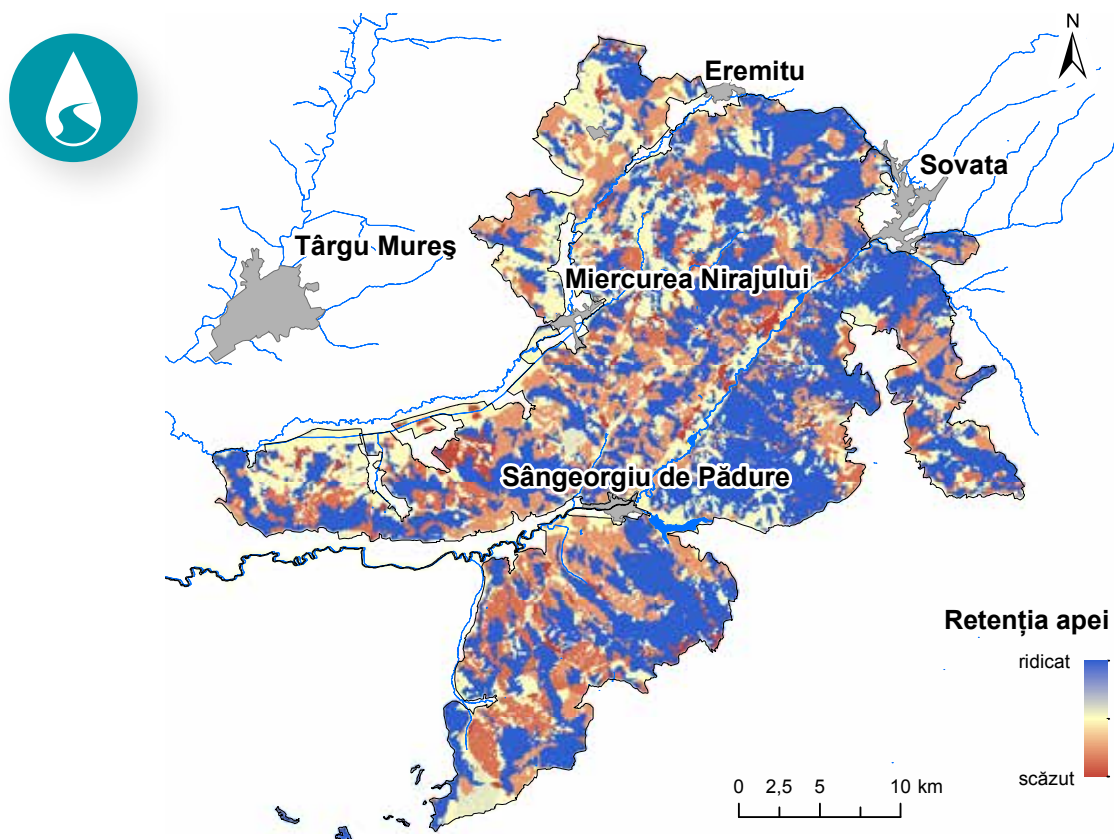 N
Eremitu
Sovata
Târgu Mureş
Miercurea Nirajului
Sângeorgiu de Pădure
Retenția apei
ridicat
scăzut
0 2,5 5 10 km